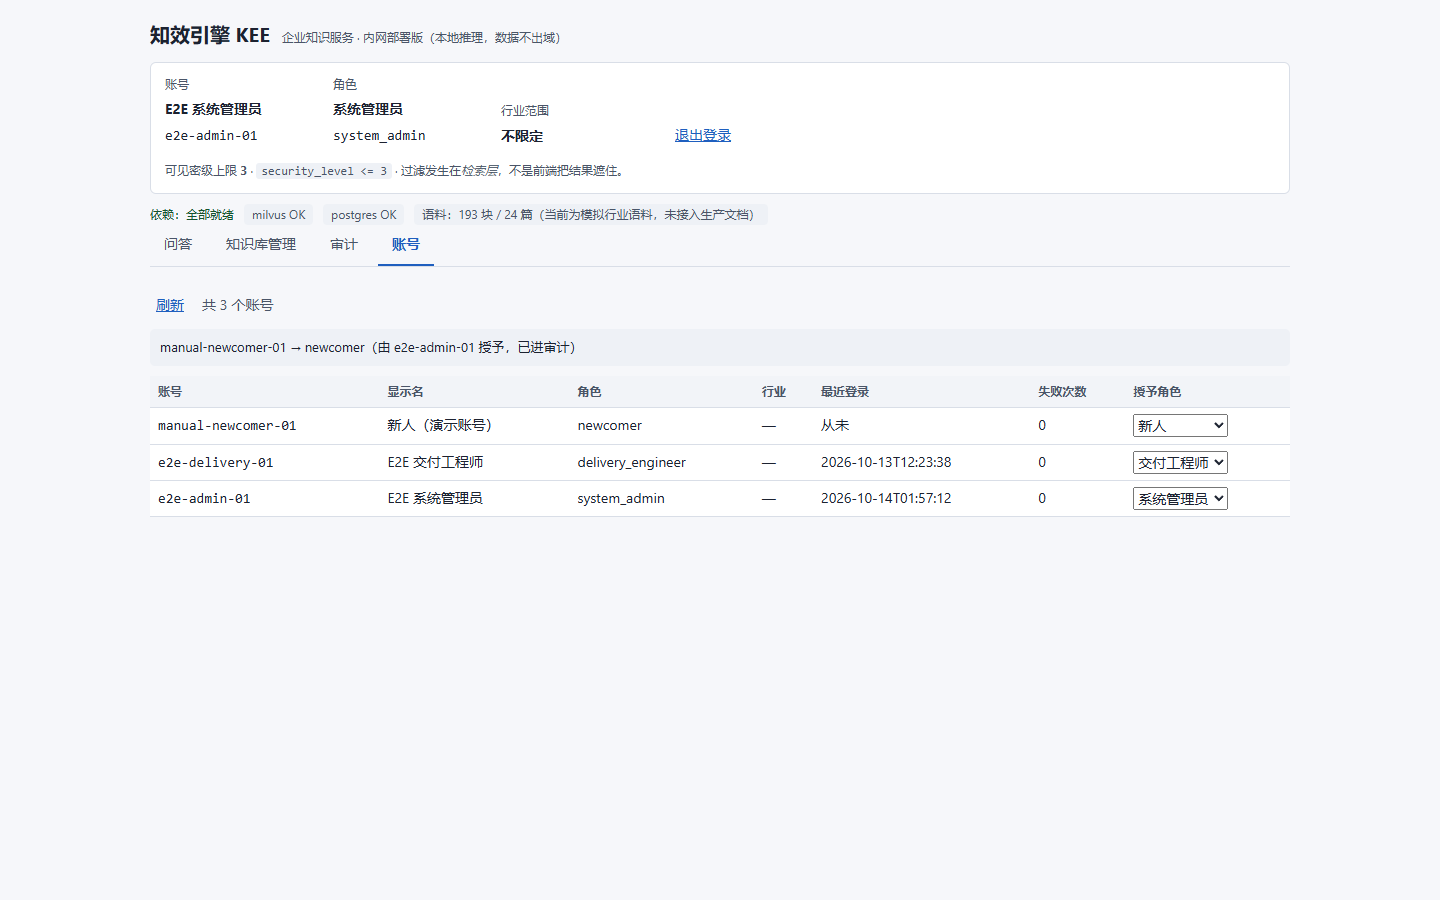 知效引擎 KEE 企业知识服务 · 内网部署版（本地推理，数据不出域）
账号 角色
E2E 系统管理员 系统管理员 行业范围
e2e-admin-01 system_admin 不限定 退出登录
可见密级上限 3 · security_level <= 3 · 过滤发生在检索层，不是前端把结果遮住。
依赖：全部就绪 milvus OK postgres OK 语料：193 块 / 24 篇（当前为模拟行业语料，未接入生产文档）
问答 知识库管理 审计 账号
刷新 共 3 个账号
manual-newcomer-01 → newcomer（由 e2e-admin-01 授予，已进审计）
账号 显示名 角色 行业 最近登录 失败次数 授予角色
manual-newcomer-01 新人（演示账号） newcomer — 从未 0 新人
e2e-delivery-01 E2E 交付工程师 delivery_engineer — 2026-10-13T12:23:38 0 交付工程师
e2e-admin-01 E2E 系统管理员 system_admin — 2026-10-14T01:57:12 0 系统管理员